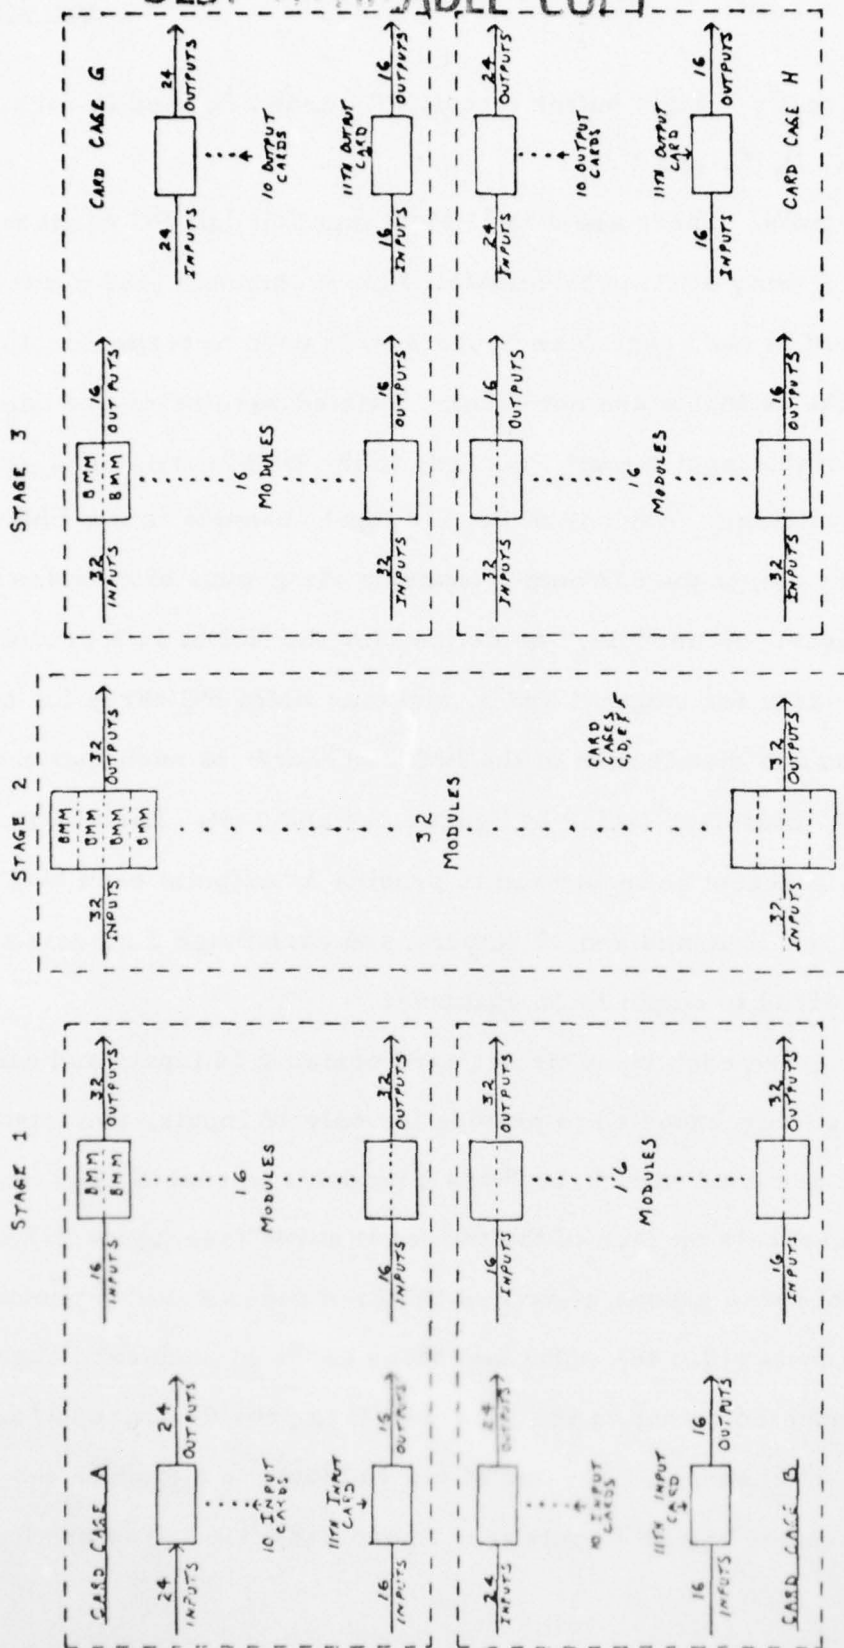 ABLE COPY
STAGE 1
STAGE 2
STAGE 3
CARD CAGE A
24
INPUTS
24
OUTPUTS
10 INPUT
CARDS
11TH INPUT
CARD
16
INPUTS
16
OUTPUTS
16
INPUTS
8MM
8MM
32
OUTPUTS
16
MODULES
16
INPUTS
32
OUTPUTS
24
INPUTS
24
OUTPUTS
10 INPUT
CARDS
11TH INPUT
CARD
16
INPUTS
16
OUTPUTS
CARD CAGE B
16
INPUTS
32
OUTPUTS
16
MODULES
16
INPUTS
32
OUTPUTS
32
INPUTS
8MM
8MM
8MM
8MM
32
OUTPUTS
32
MODULES
CARD
CAGES
C,D,E & F
32
INPUTS
32
OUTPUTS
32
INPUTS
8MM
8MM
16
OUTPUTS
16
MODULES
32
INPUTS
16
OUTPUTS
CARD CAGE G
24
INPUTS
24
OUTPUTS
10 OUTPUT
CARDS
11TH OUTPUT
CARD
16
INPUTS
16
OUTPUTS
32
INPUTS
16
OUTPUTS
16
MODULES
32
INPUTS
16
OUTPUTS
24
INPUTS
24
OUTPUTS
10 OUTPUT
CARDS
11TH OUTPUT
CARD
16
INPUTS
16
OUTPUTS
CARD CAGE H